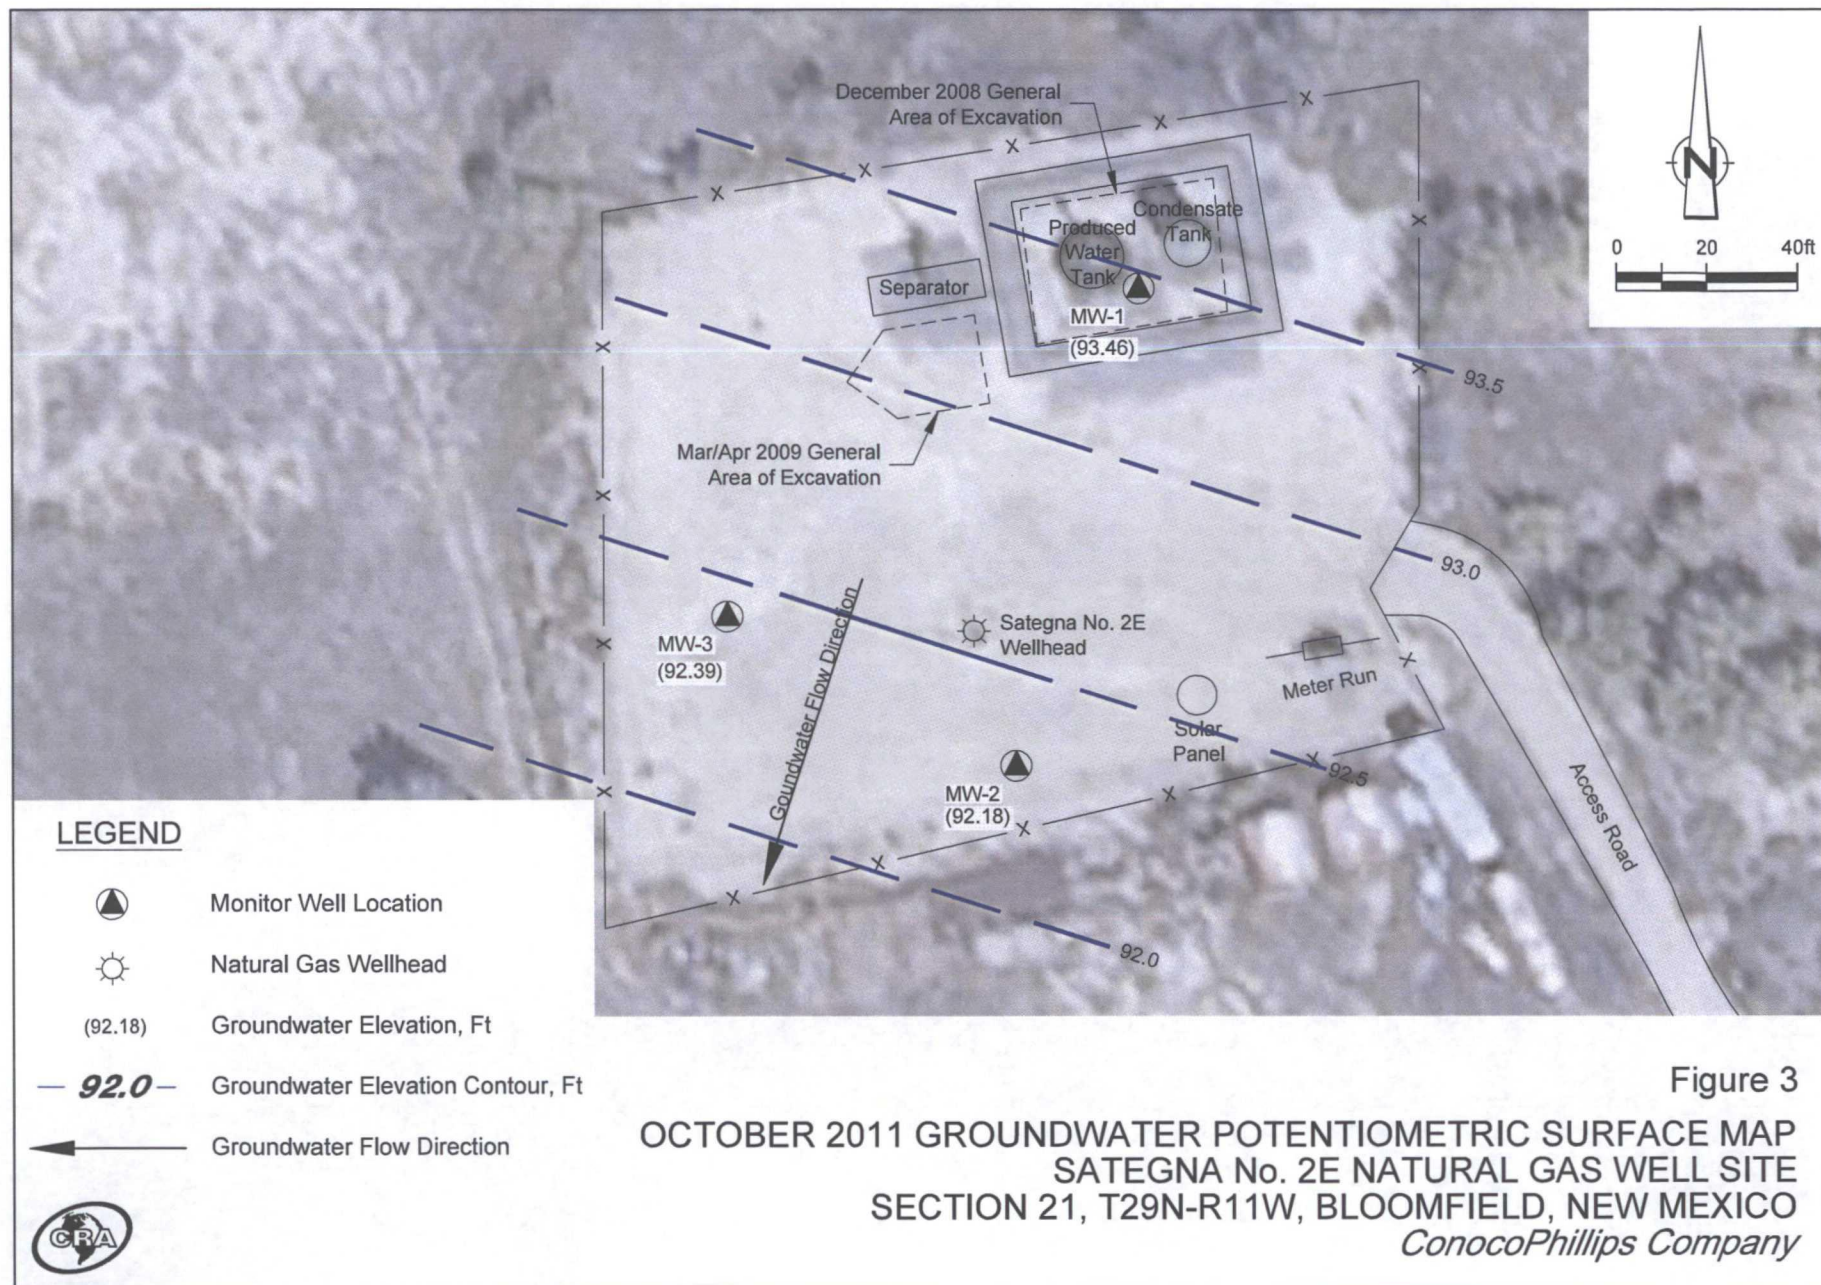 December 2008 General
Area of Excavation
N
0 20 40ft
Condensate
Tank
Produced
Water
Tank
Separator
MW-1
(93.46)
93.5
Mar/Apr 2009 General
Area of Excavation
93.0
Goundwater Flow Direction
Sategna No. 2E
Wellhead
MW-3
(92.39)
Meter Run
Solar
Panel
92.5
MW-2
(92.18)
Access Road
92.0
LEGEND
Monitor Well Location
Natural Gas Wellhead
(92.18) Groundwater Elevation, Ft
92.0 Groundwater Elevation Contour, Ft
Groundwater Flow Direction
CRA
Figure 3
OCTOBER 2011 GROUNDWATER POTENTIOMETRIC SURFACE MAP
SATEGNA No. 2E NATURAL GAS WELL SITE
SECTION 21, T29N-R11W, BLOOMFIELD, NEW MEXICO
ConocoPhillips Company